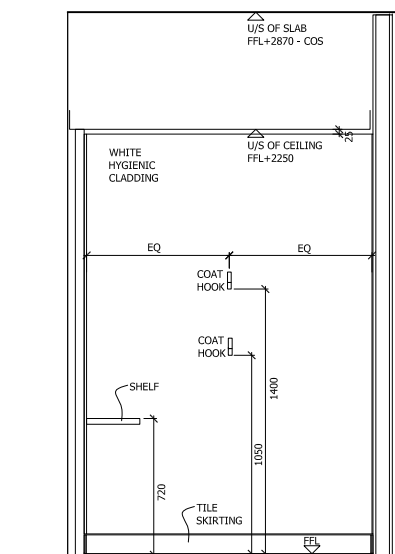 U/S OF SLAB
FFL+2870 - COS
25
U/S OF CEILING
FFL+2250
WHITE
HYGIENIC
CLADDING
EQ
EQ
COAT
HOOK
COAT
HOOK
1400
SHELF
1050
720
TILE
SKIRTING
FFL